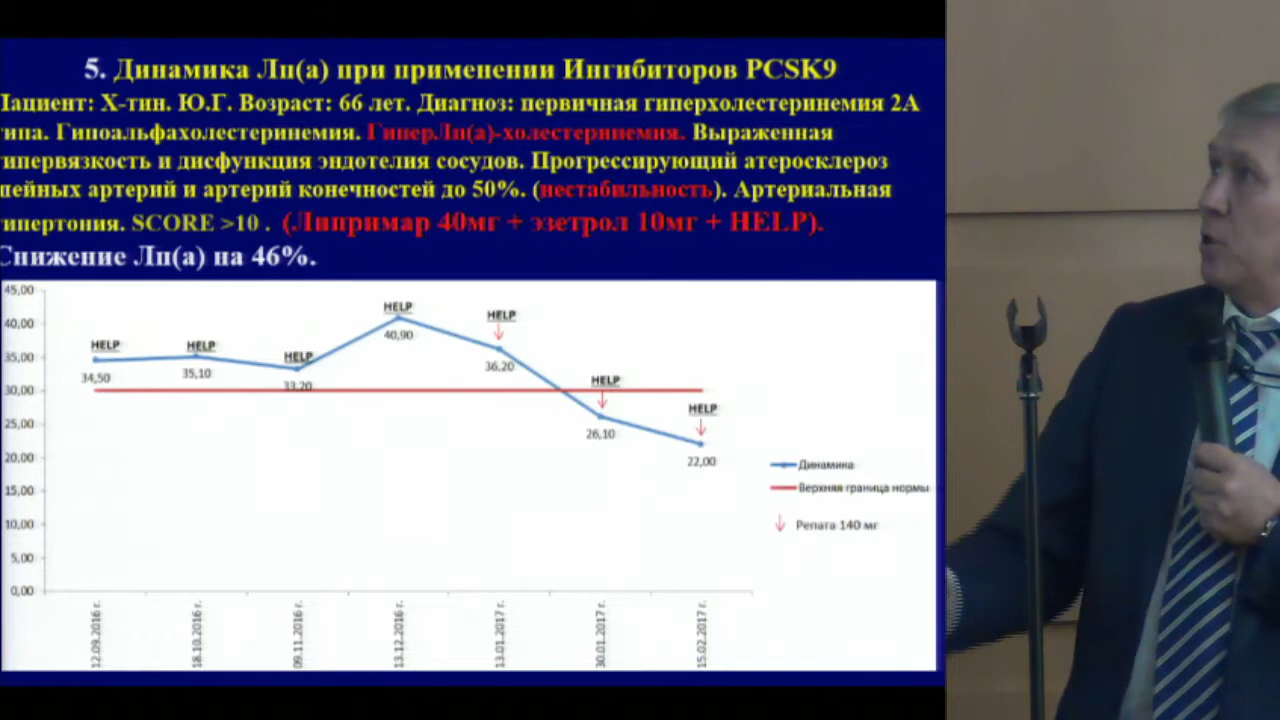 5. Динамика Лп(а) при применении Ингибиторов PCSK9
Пациент: Х-тин. Ю.Г. Возраст: 66 лет. Диагноз: первичная гиперхолестеринемия 2А
типа. Гипоальфахолестеринемия. ГиперЛп(а)-холестеринемия. Выраженная
гипервязкость и дисфункция эндотелия сосудов. Прогрессирующий атеросклероз
шейных артерий и артерий конечностей до 50%. (нестабильность). Артериальная
гипертония. SCORE >10 . (Липримар 40мг + эзетрол 10мг + HELP).
Снижение Лп(а) на 46%.
45,00
40,00
35,00
30,00
25,00
20,00
15,00
10,00
5,00
0,00
HELP
34,50
HELP
35,10
HELP
33,20
HELP
40,90
HELP
36,20
HELP
26,10
HELP
22,00
Динамика
Верхняя граница нормы
Репата 140 мг
12.09.2016 г.
18.10.2016 г.
09.11.2016 г.
13.12.2016 г.
13.01.2017 г.
30.01.2017 г.
15.02.2017 г.